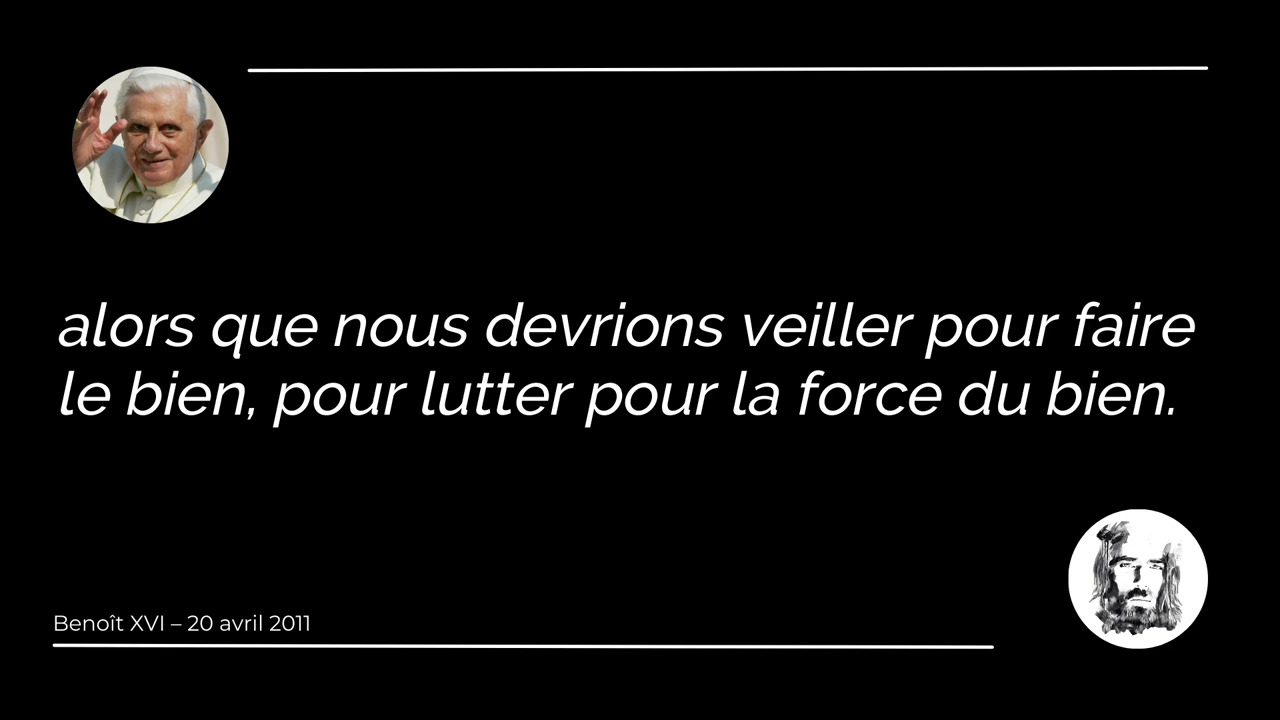 alors que nous devrions veiller pour faire
le bien, pour lutter pour la force du bien.
Benoît XVI – 20 avril 2011